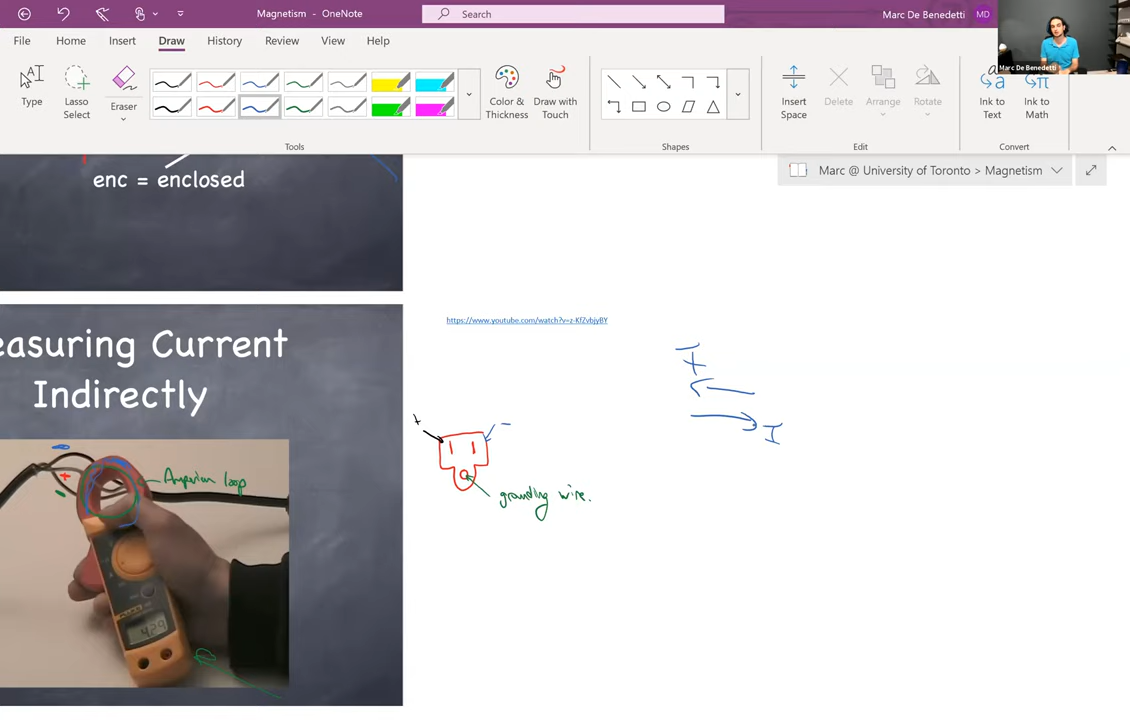 Magnetism - OneNote
Search
Marc De Benedetti
MD
Marc De Benedetti
File
Home
Insert
Draw
History
Review
View
Help
Type
Lasso
Select
Eraser
Color &
Thickness
Draw with
Touch
Insert
Space
Delete
Arrange
Rotate
Ink to
Text
Ink to
Math
Tools
Shapes
Edit
Convert
Marc @ University of Toronto > Magnetism
enc = enclosed
https://www.youtube.com/watch?v=z-KfZvbjyBY
easuring Current
Indirectly
I
I
+
-
Amperian loop
-
+
grounding wire.
429